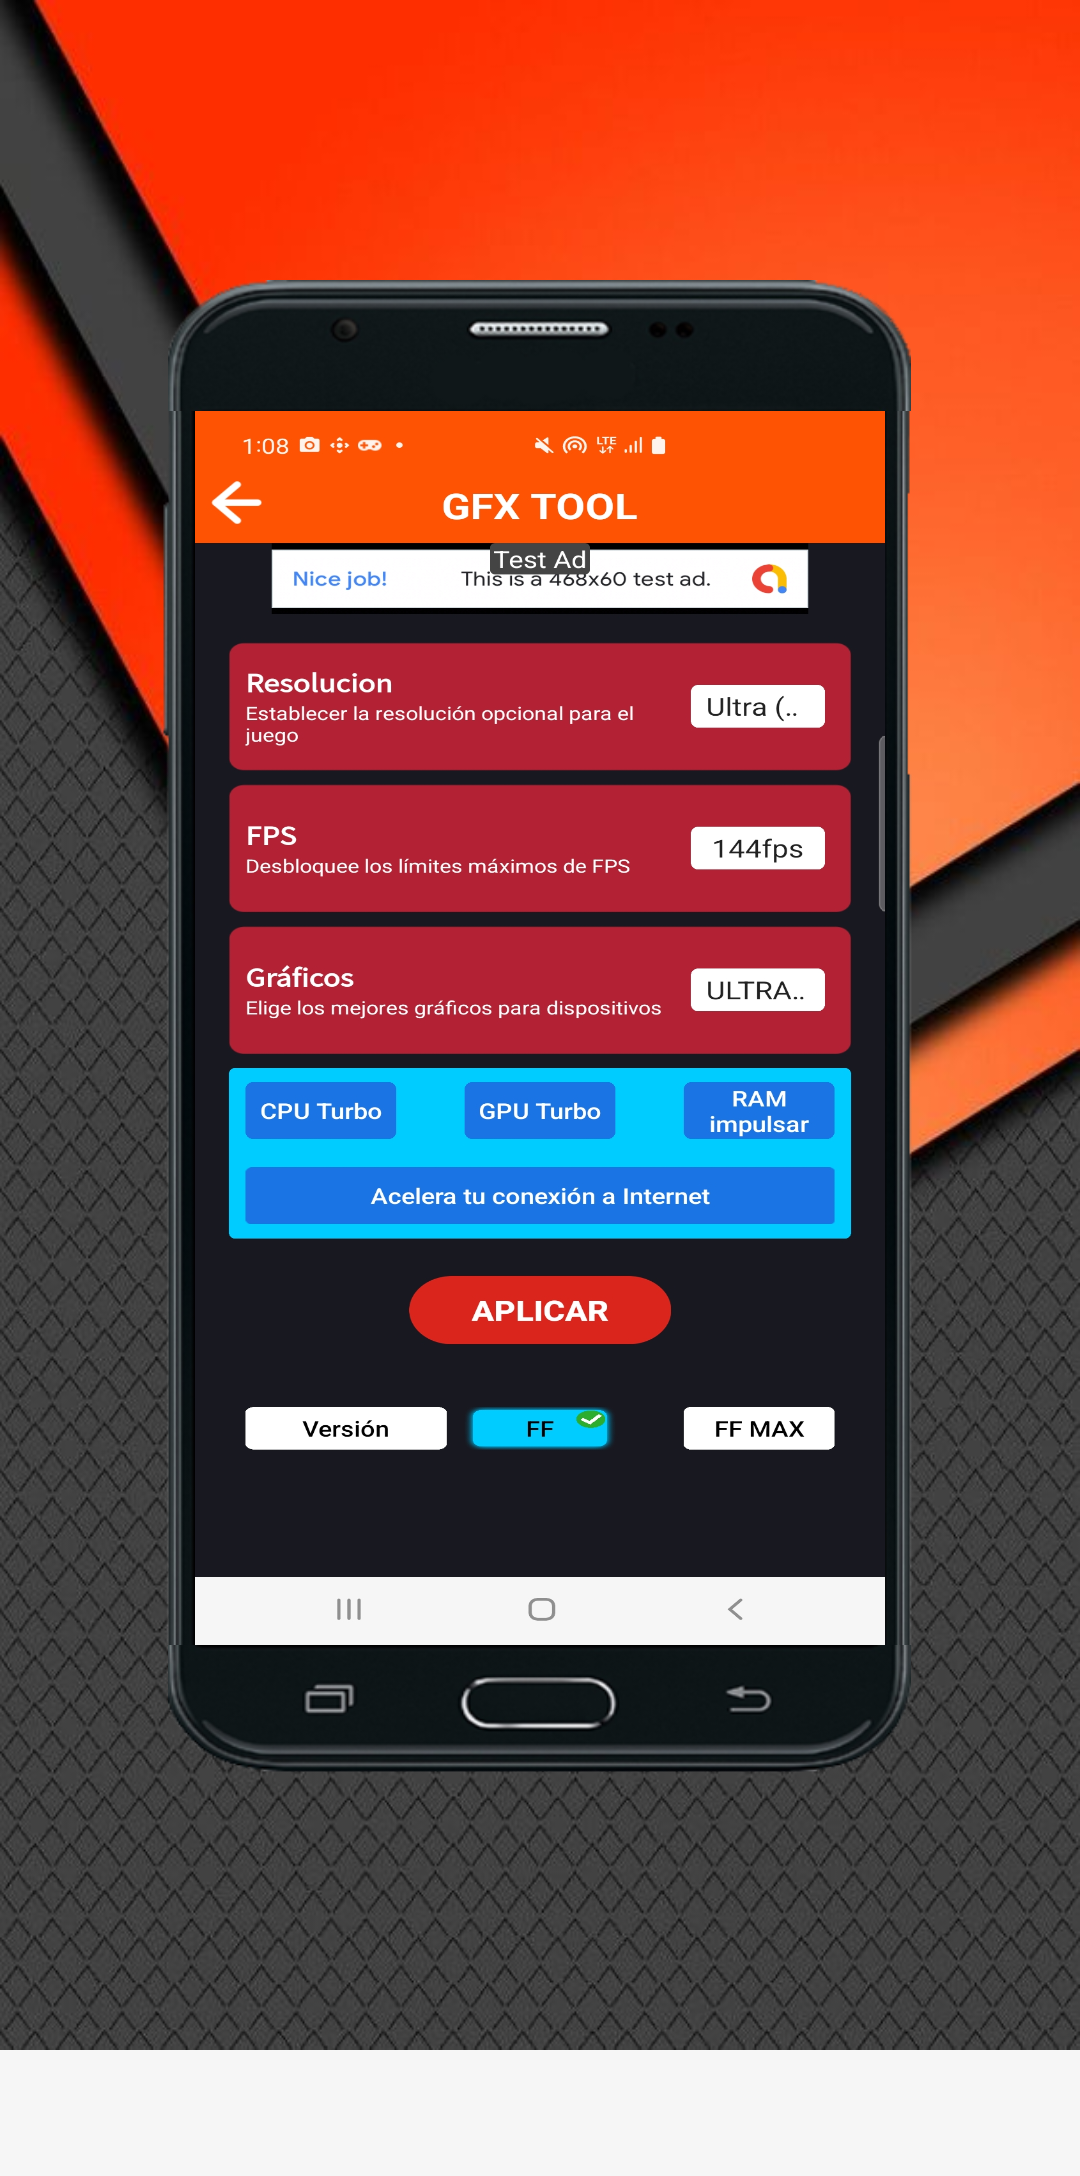 1:08
LTE
GFX TOOL
Test Ad
Nice job!
This is a 468x60 test ad.
Resolucion
Establecer la resolución opcional para el
juego
Ultra (..
FPS
Desbloquee los límites máximos de FPS
144fps
Gráficos
Elige los mejores gráficos para dispositivos
ULTRA..
CPU Turbo
GPU Turbo
RAM
impulsar
Acelera tu conexión a Internet
APLICAR
Versión
FF
FF MAX